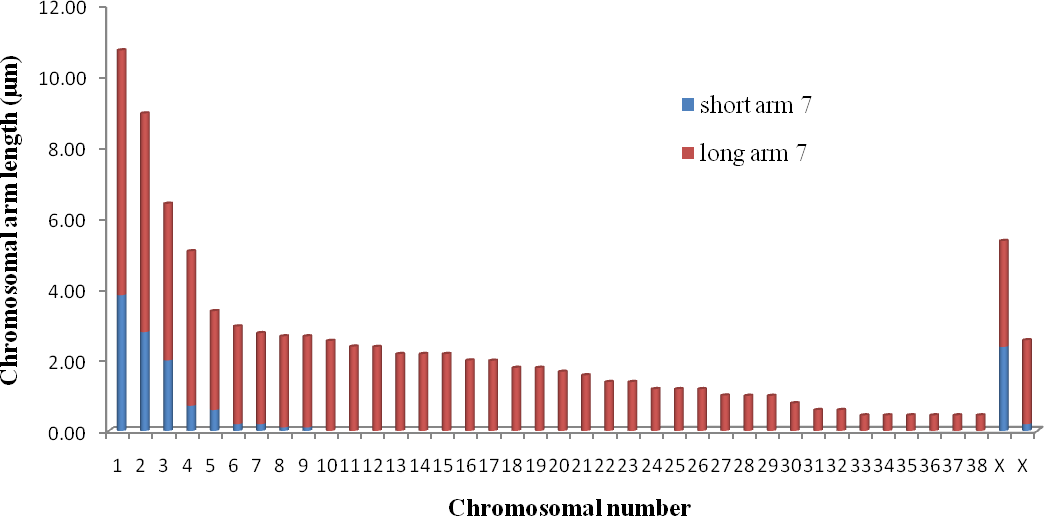 12.00
10.00
8.00
6.00
4.00
2.00
0.00
Chromosomal arm length (µm)
short arm 7
long arm 7
1 2 3 4 5 6 7 8 9 10 11 12 13 14 15 16 17 18 19 20 21 22 23 24 25 26 27 28 29 30 31 32 33 34 35 36 37 38 X X
Chromosomal number